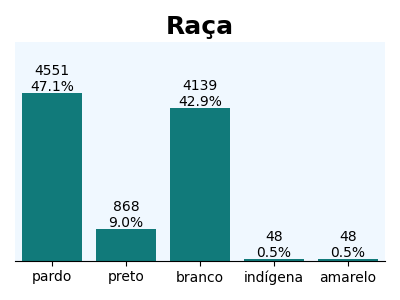 Raça
4551
47.1%
868
9.0%
4139
42.9%
48
0.5%
48
0.5%
pardo
preto
branco
indígena
amarelo